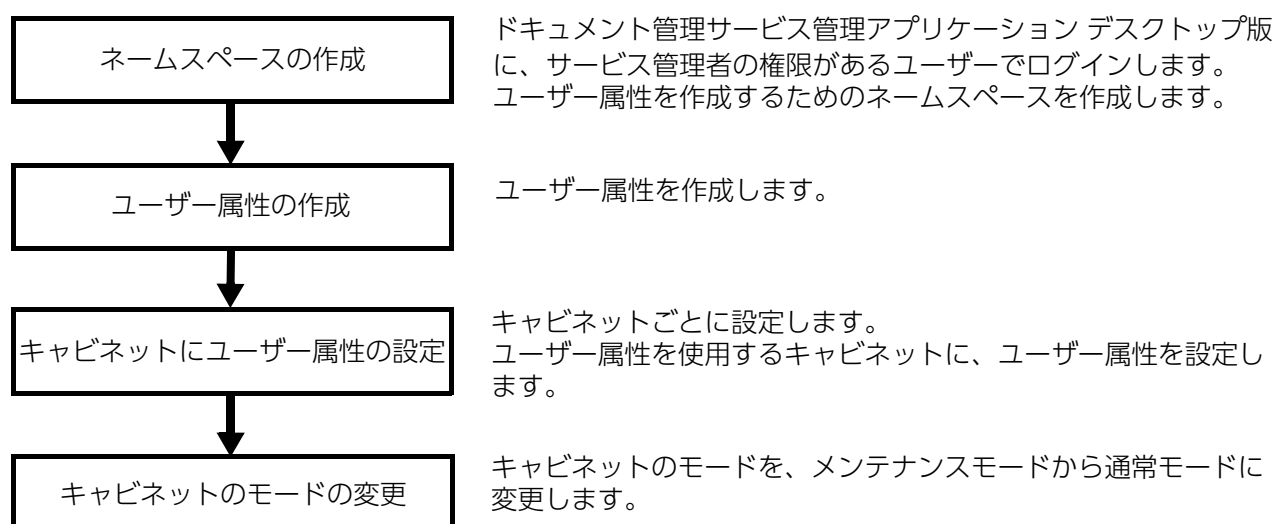 ネームスペースの作成
ドキュメント管理サービス管理アプリケーション デスクトップ版
に、サービス管理者の権限があるユーザーでログインします。
ユーザー属性を作成するためのネームスペースを作成します。
ユーザー属性の作成
ユーザー属性を作成します。
キャビネットにユーザー属性の設定
キャビネットごとに設定します。
ユーザー属性を使用するキャビネットに、ユーザー属性を設定し
ます。
キャビネットのモードの変更
キャビネットのモードを、メンテナンスモードから通常モードに
変更します。